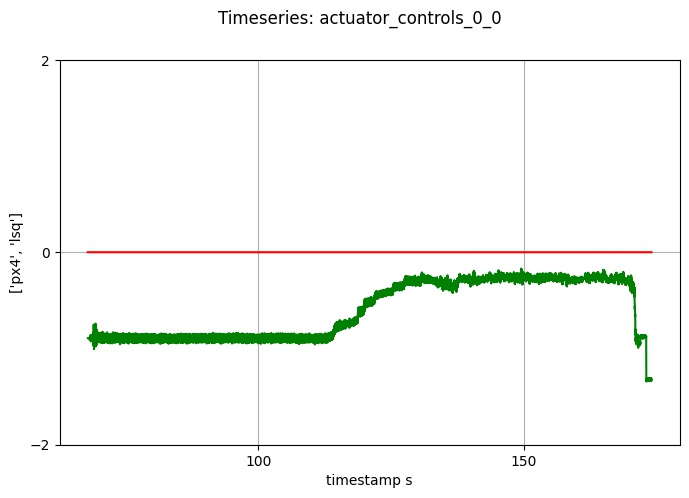 Timeseries: actuator_controls_0_0
2
0
−2
['px4', 'lsq']
100
150
timestamp s